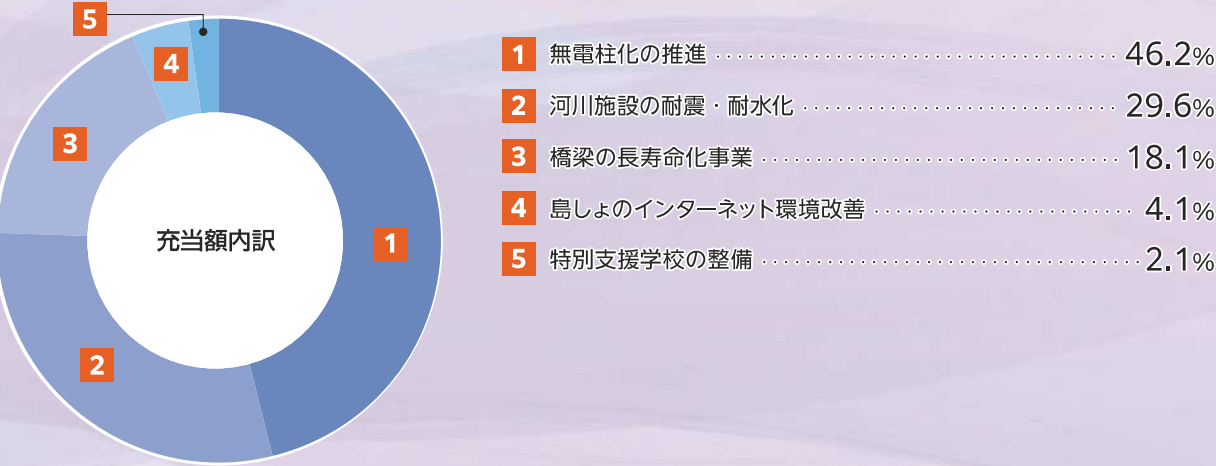 5
4
3
2
1
充当額内訳
1 無電柱化の推進 46.2%
2 河川施設の耐震・耐水化 29.6%
3 橋梁の長寿命化事業 18.1%
4 島しょのインターネット環境改善 4.1%
5 特別支援学校の整備 2.1%